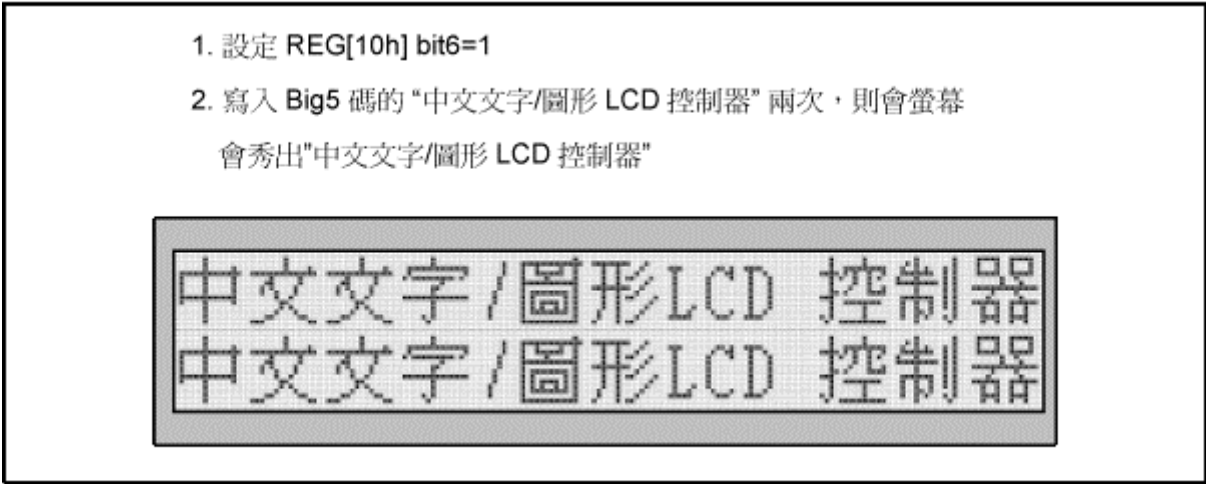 1. 設定 REG[10h] bit6=1
2. 寫入 Big5 碼的 “中文文字/圖形 LCD 控制器” 兩次，則會螢幕
會秀出”中文文字/圖形 LCD 控制器”
中文文字/圖形LCD 控制器
中文文字/圖形LCD 控制器